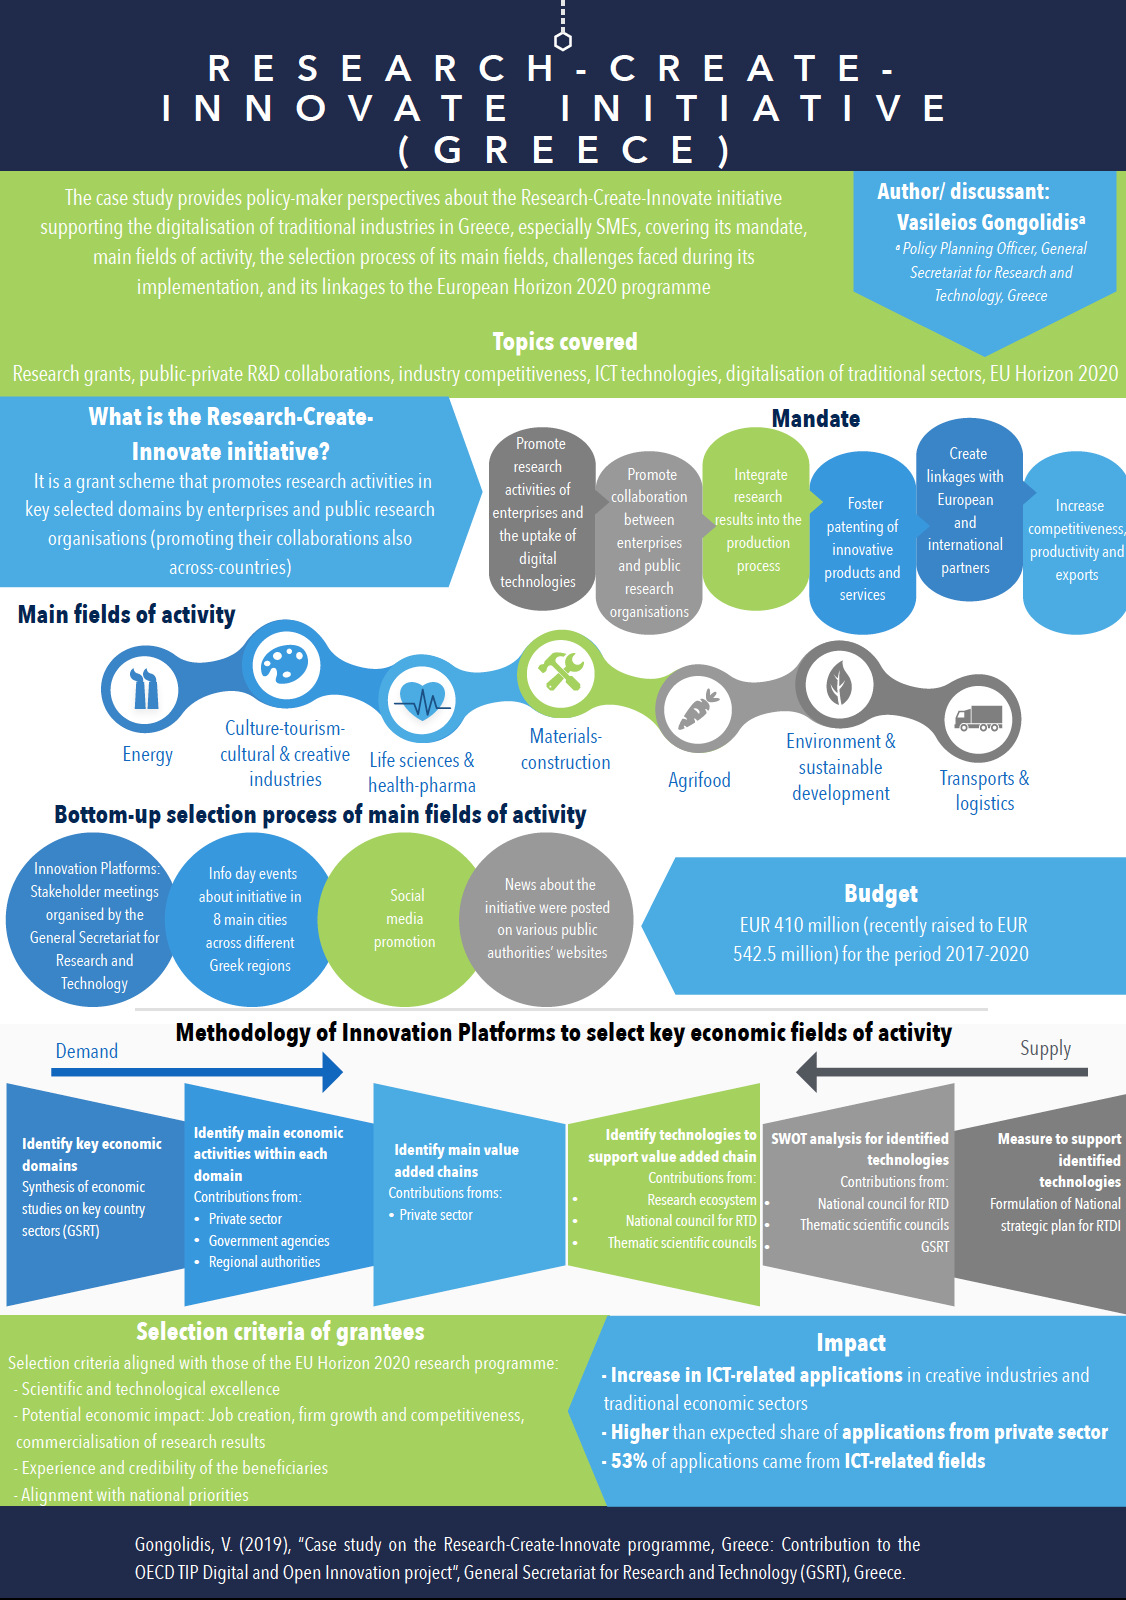 RESEARCH-CREATE-
INNOVATE INITIATIVE
(GREECE)
The case study provides policy-maker perspectives about the Research-Create-Innovate initiative
supporting the digitalisation of traditional industries in Greece, especially SMEs, covering its mandate,
main fields of activity, the selection process of its main fields, challenges faced during its
implementation, and its linkages to the European Horizon 2020 programme
Author/ discussant:
Vasileios Gongolidisª
ª Policy Planning Officer, General
Secretariat for Research and
Technology, Greece
Topics covered
Research grants, public-private R&D collaborations, industry competitiveness, ICT technologies, digitalisation of traditional sectors, EU Horizon 2020
What is the Research-Create-
Innovate initiative?
It is a grant scheme that promotes research activities in
key selected domains by enterprises and public research
organisations (promoting their collaborations also
across-countries)
Mandate
Promote
research
activities of
enterprises and
the uptake of
digital
technologies
Promote
collaboration
between
enterprises
and public
research
organisations
Integrate
research
results into the
production
process
Foster
patenting of
innovative
products and
services
Create
linkages with
European
and
international
partners
Increase
competitiveness,
productivity and
exports
Main fields of activity
Energy
Culture-tourism-
cultural & creative
industries
Life sciences &
health-pharma
Materials-
construction
Agrifood
Environment &
sustainable
development
Transports &
logistics
Bottom-up selection process of main fields of activity
Innovation Platforms:
Stakeholder meetings
organised by the
General Secretariat for
Research and
Technology
Info day events
about initiative in
8 main cities
across different
Greek regions
Social
media
promotion
News about the
initiative were posted
on various public
authorities' websites
Budget
EUR 410 million (recently raised to EUR
542.5 million) for the period 2017-2020
Methodology of Innovation Platforms to select key economic fields of activity
Demand
Supply
Identify key economic
domains
Synthesis of economic
studies on key country
sectors (GSRT)
Identify main economic
activities within each
domain
Contributions from:
• Private sector
• Government agencies
• Regional authorities
Identify main value
added chains
Contributions froms:
• Private sector
Identify technologies to
support value added chain
Contributions from:
• Research ecosystem
• National council for RTD
• Thematic scientific councils
SWOT analysis for identified
technologies
Contributions from:
• National council for RTD
• Thematic scientific councils
• GSRT
Measure to support
identified
technologies
Formulation of National
strategic plan for RTDI
Selection criteria of grantees
Selection criteria aligned with those of the EU Horizon 2020 research programme:
- Scientific and technological excellence
- Potential economic impact: Job creation, firm growth and competitiveness,
commercialisation of research results
- Experience and credibility of the beneficiaries
- Alignment with national priorities
Impact
- Increase in ICT-related applications in creative industries and
traditional economic sectors
- Higher than expected share of applications from private sector
- 53% of applications came from ICT-related fields
Gongolidis, V. (2019), "Case study on the Research-Create-Innovate programme, Greece: Contribution to the
OECD TIP Digital and Open Innovation project", General Secretariat for Research and Technology (GSRT), Greece.